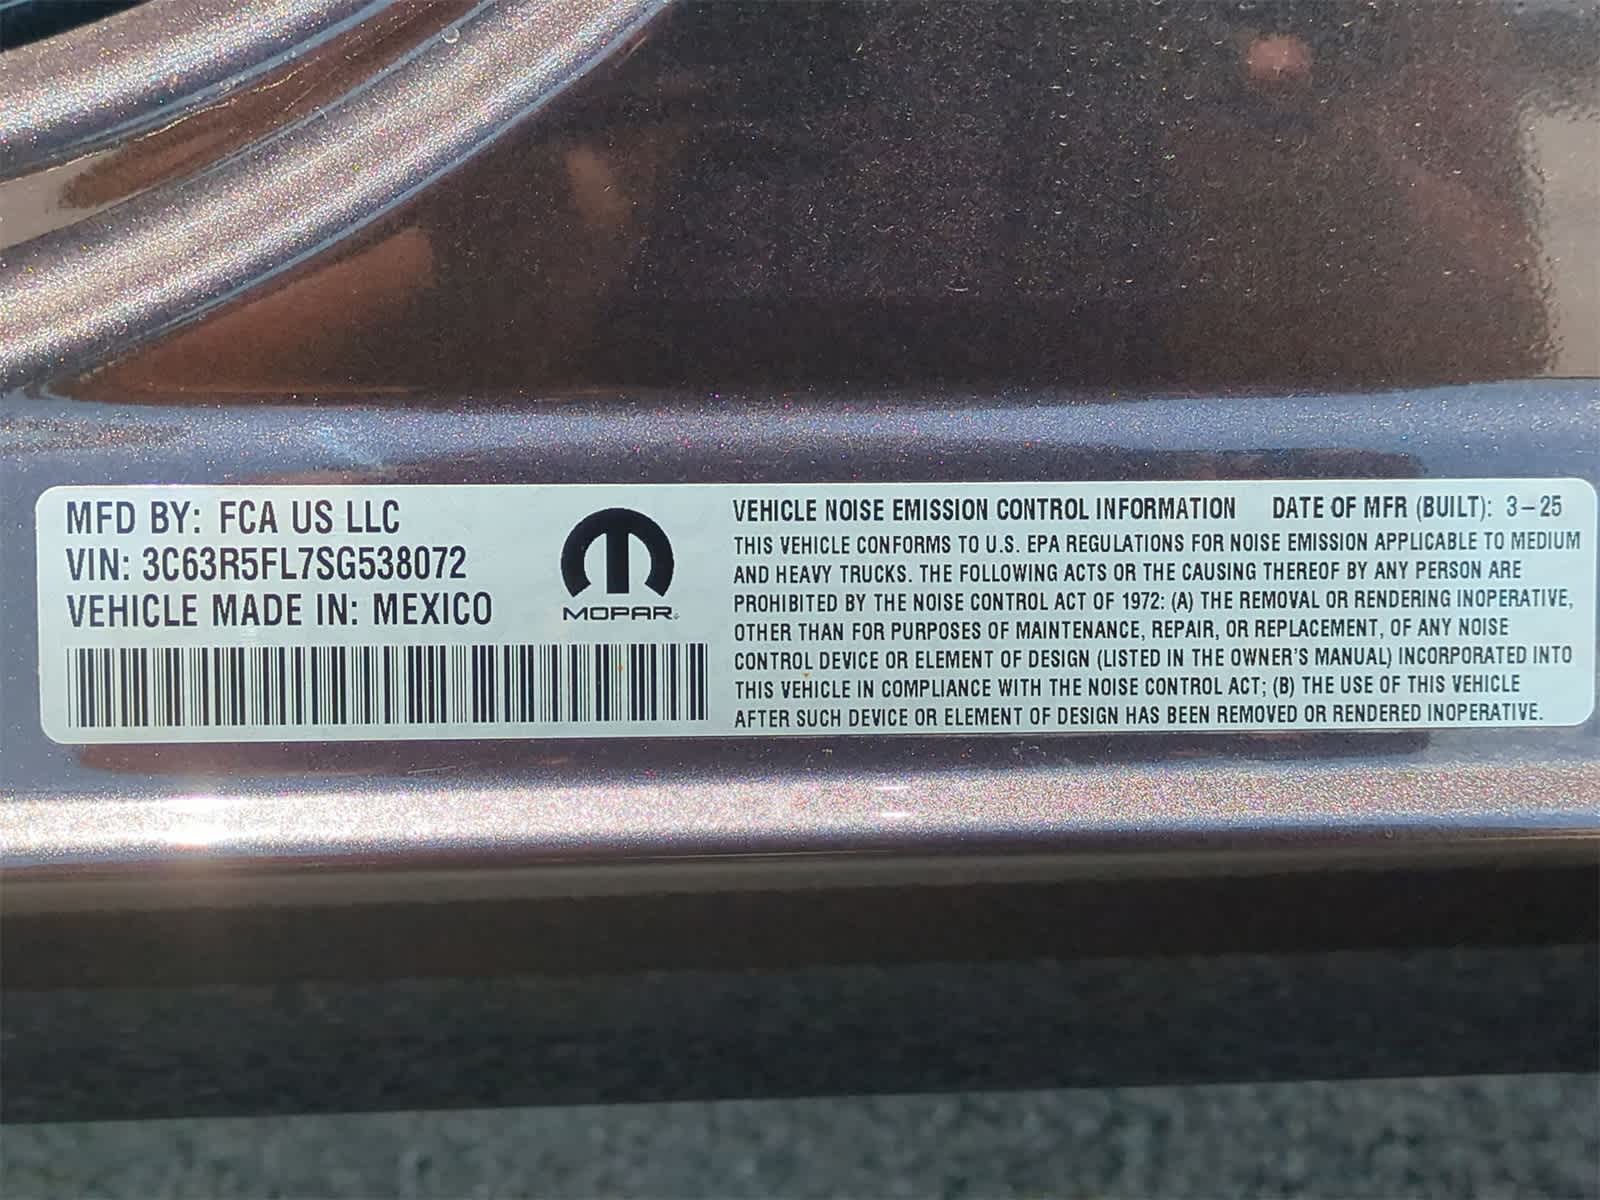 MFD BY: FCA US LLC
VIN: 3C63R5FL7SG538072
VEHICLE MADE IN: MEXICO
MOPAR
VEHICLE NOISE EMISSION CONTROL INFORMATION DATE OF MFR (BUILT): 3-25
THIS VEHICLE CONFORMS TO U.S. EPA REGULATIONS FOR NOISE EMISSION APPLICABLE TO MEDIUM
AND HEAVY TRUCKS. THE FOLLOWING ACTS OR THE CAUSING THEREOF BY ANY PERSON ARE
PROHIBITED BY THE NOISE CONTROL ACT OF 1972: (A) THE REMOVAL OR RENDERING INOPERATIVE,
OTHER THAN FOR PURPOSES OF MAINTENANCE, REPAIR, OR REPLACEMENT, OF ANY NOISE
CONTROL DEVICE OR ELEMENT OF DESIGN (LISTED IN THE OWNER'S MANUAL) INCORPORATED INTO
THIS VEHICLE IN COMPLIANCE WITH THE NOISE CONTROL ACT; (B) THE USE OF THIS VEHICLE
AFTER SUCH DEVICE OR ELEMENT OF DESIGN HAS BEEN REMOVED OR RENDERED INOPERATIVE.